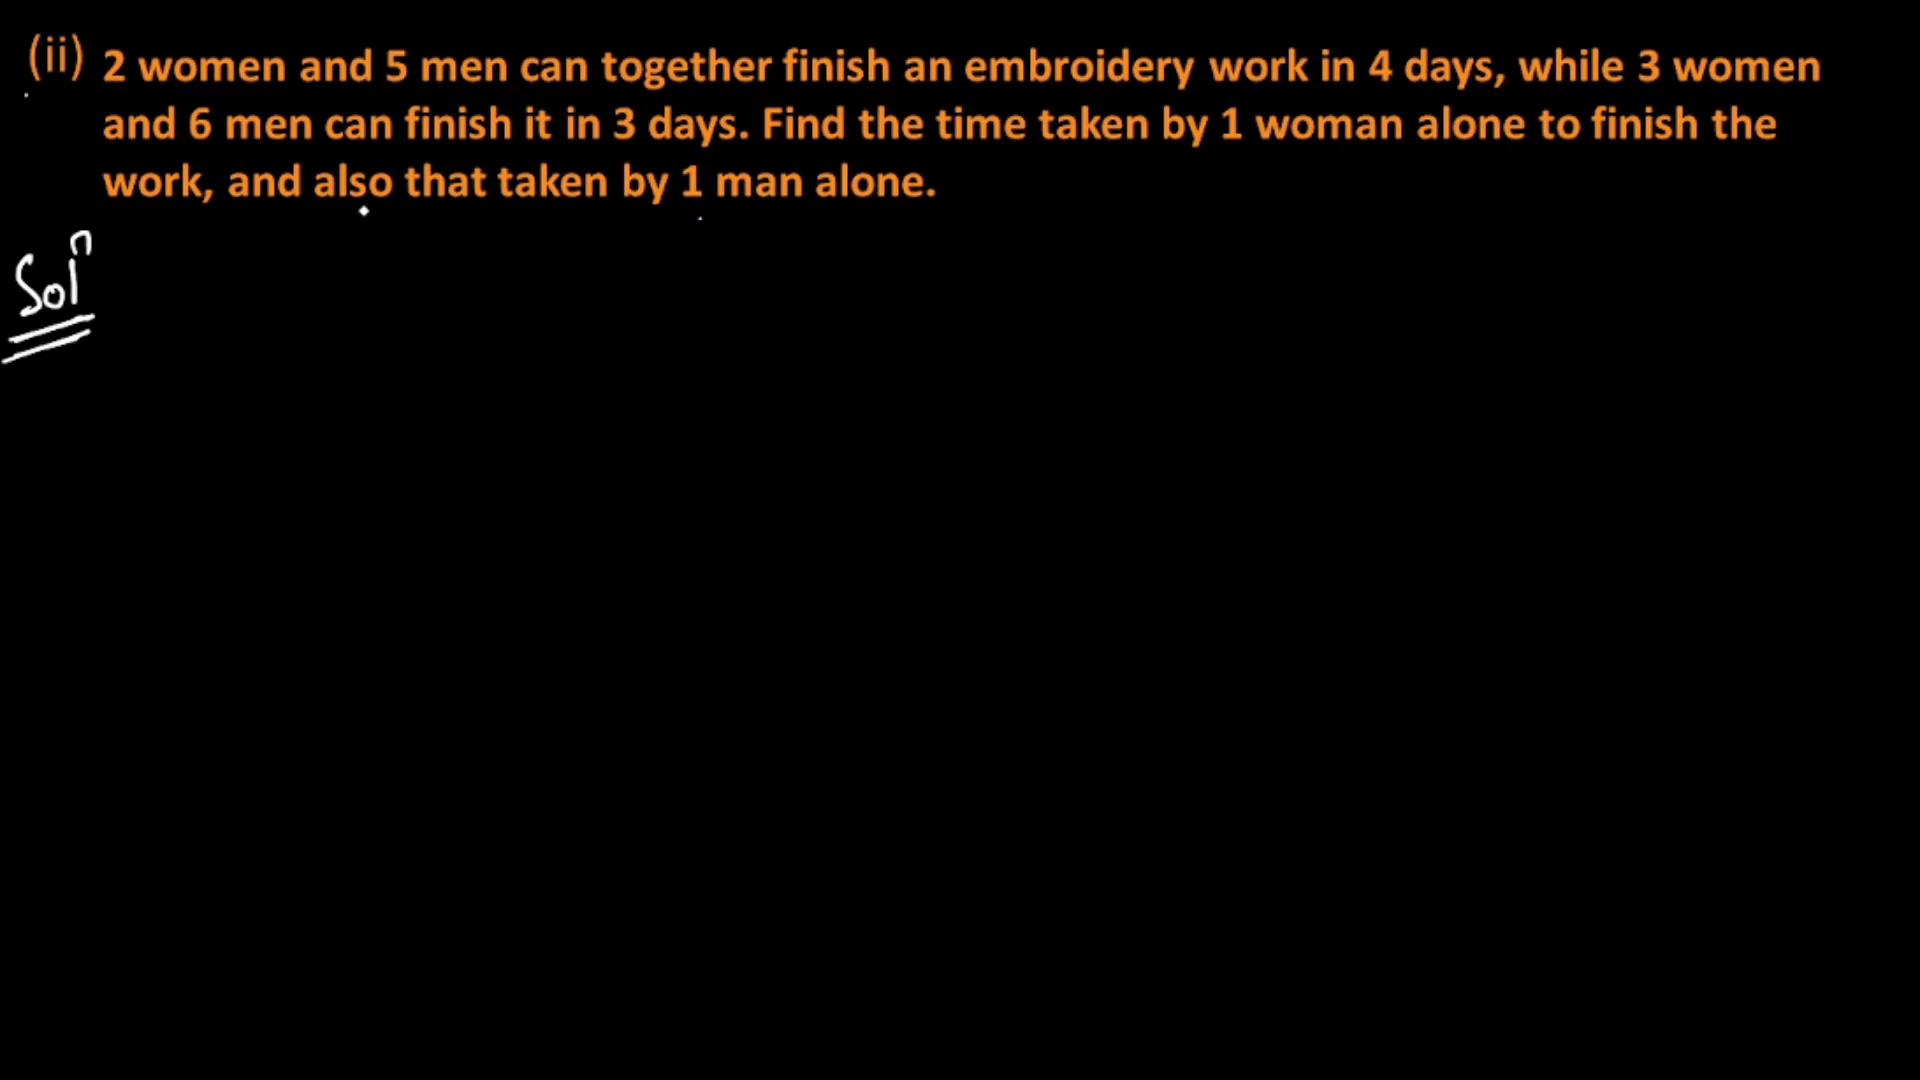 (ii) 2 women and 5 men can together finish an embroidery work in 4 days, while 3 women
and 6 men can finish it in 3 days. Find the time taken by 1 woman alone to finish the
work, and also that taken by 1 man alone.
Solⁿ